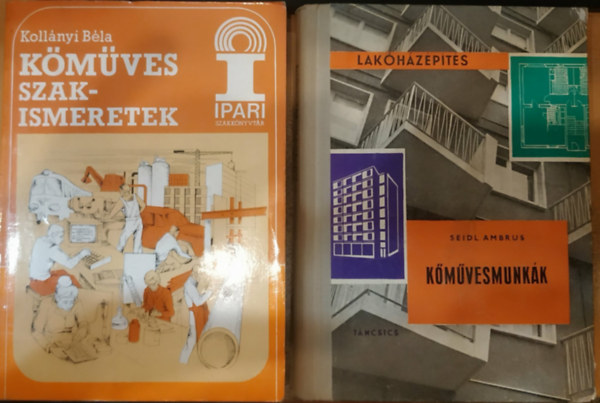 Kollányi Béla
KŐMŰVES
SZAK-
ISMERETEK
IPARI
SZAKKÖNYVTÁR
LAKÓHÁZÉPÍTÉS
SEIDL AMBRUS
KŐMŰVESMUNKÁK
TÁNCSICS